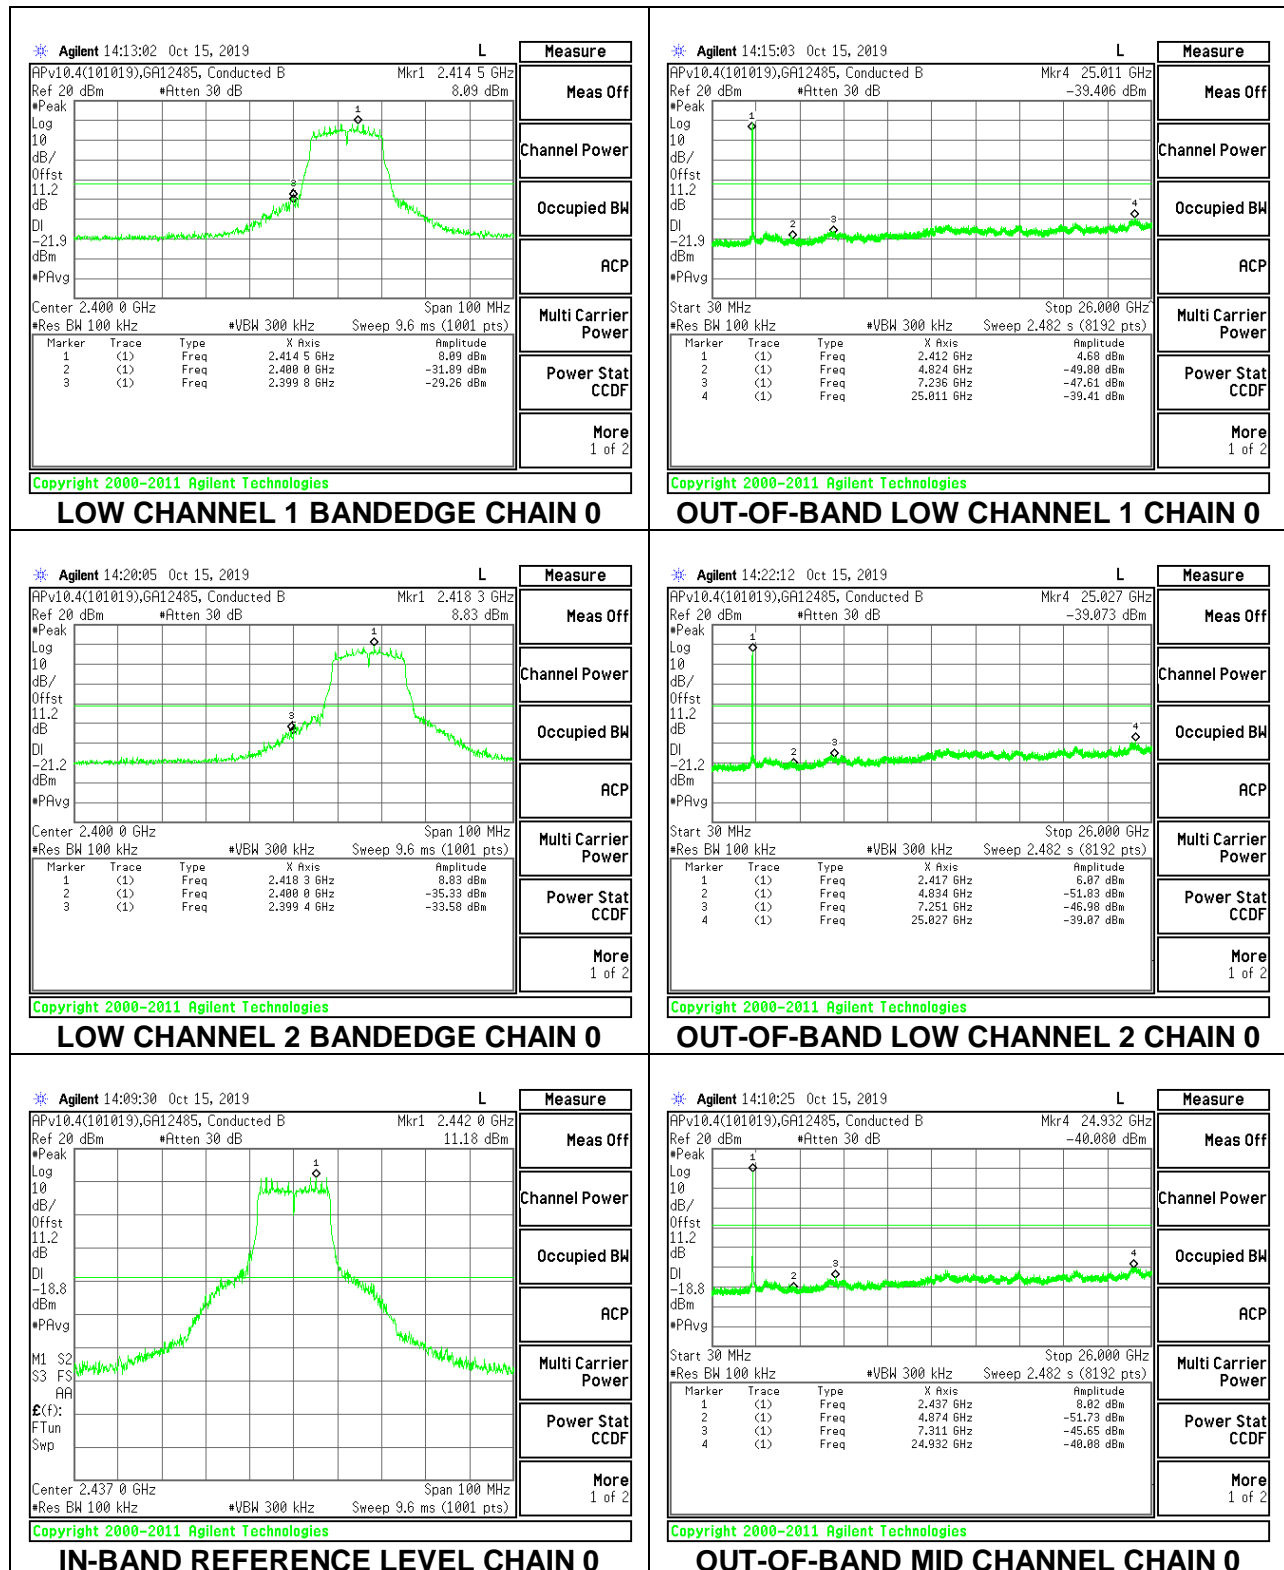 Agilent 14:13:02 Oct 15, 2019 L
Measure
APv10.4(101019),GA12485, Conducted B Mkr1 2.414 5 GHz
Ref 20 dBm #Atten 30 dB 8.09 dBm
Meas Off
#Peak
Log
10
dB/
Offst
11.2
dB
DI
-21.9
dBm
#PAvg
1
3
Channel Power
Occupied BW
ACP
Center 2.400 0 GHz Span 100 MHz
#Res BW 100 kHz #VBW 300 kHz Sweep 9.6 ms (1001 pts)
Multi Carrier
Power
Marker Trace Type X Axis Amplitude
1 (1) Freq 2.414 5 GHz 8.09 dBm
2 (1) Freq 2.400 0 GHz -31.89 dBm
3 (1) Freq 2.399 8 GHz -29.26 dBm
Power Stat
CCDF
More
1 of 2
Copyright 2000-2011 Agilent Technologies
LOW CHANNEL 1 BANDEDGE CHAIN 0
Agilent 14:15:03 Oct 15, 2019 L
Measure
APv10.4(101019),GA12485, Conducted B Mkr4 25.011 GHz
Ref 20 dBm #Atten 30 dB -39.406 dBm
Meas Off
#Peak
Log
10
dB/
Offst
11.2
dB
DI
-21.9
dBm
#PAvg
1
2
3
4
Channel Power
Occupied BW
ACP
Start 30 MHz Stop 26.000 GHz
#Res BW 100 kHz #VBW 300 kHz Sweep 2.482 s (8192 pts)
Multi Carrier
Power
Marker Trace Type X Axis Amplitude
1 (1) Freq 2.412 GHz 4.68 dBm
2 (1) Freq 4.824 GHz -49.80 dBm
3 (1) Freq 7.236 GHz -47.61 dBm
4 (1) Freq 25.011 GHz -39.41 dBm
Power Stat
CCDF
More
1 of 2
Copyright 2000-2011 Agilent Technologies
OUT-OF-BAND LOW CHANNEL 1 CHAIN 0
Agilent 14:20:05 Oct 15, 2019 L
Measure
APv10.4(101019),GA12485, Conducted B Mkr1 2.418 3 GHz
Ref 20 dBm #Atten 30 dB 8.83 dBm
Meas Off
#Peak
Log
10
dB/
Offst
11.2
dB
DI
-21.2
dBm
#PAvg
1
3
Channel Power
Occupied BW
ACP
Center 2.400 0 GHz Span 100 MHz
#Res BW 100 kHz #VBW 300 kHz Sweep 9.6 ms (1001 pts)
Multi Carrier
Power
Marker Trace Type X Axis Amplitude
1 (1) Freq 2.418 3 GHz 8.83 dBm
2 (1) Freq 2.400 0 GHz -35.33 dBm
3 (1) Freq 2.399 4 GHz -33.58 dBm
Power Stat
CCDF
More
1 of 2
Copyright 2000-2011 Agilent Technologies
LOW CHANNEL 2 BANDEDGE CHAIN 0
Agilent 14:22:12 Oct 15, 2019 L
Measure
APv10.4(101019),GA12485, Conducted B Mkr4 25.027 GHz
Ref 20 dBm #Atten 30 dB -39.073 dBm
Meas Off
#Peak
Log
10
dB/
Offst
11.2
dB
DI
-21.2
dBm
#PAvg
1
2
3
4
Channel Power
Occupied BW
ACP
Start 30 MHz Stop 26.000 GHz
#Res BW 100 kHz #VBW 300 kHz Sweep 2.482 s (8192 pts)
Multi Carrier
Power
Marker Trace Type X Axis Amplitude
1 (1) Freq 2.417 GHz 6.07 dBm
2 (1) Freq 4.834 GHz -51.83 dBm
3 (1) Freq 7.251 GHz -46.98 dBm
4 (1) Freq 25.027 GHz -39.07 dBm
Power Stat
CCDF
More
1 of 2
Copyright 2000-2011 Agilent Technologies
OUT-OF-BAND LOW CHANNEL 2 CHAIN 0
Agilent 14:09:30 Oct 15, 2019 L
Measure
APv10.4(101019),GA12485, Conducted B Mkr1 2.442 0 GHz
Ref 20 dBm #Atten 30 dB 11.18 dBm
Meas Off
#Peak
Log
10
dB/
Offst
11.2
dB
DI
-18.8
dBm
#PAvg
M1 S2
S3 FS
AA
£(f):
FTun
Swp
1
Channel Power
Occupied BW
ACP
Multi Carrier
Power
Power Stat
CCDF
Center 2.437 0 GHz Span 100 MHz
#Res BW 100 kHz #VBW 300 kHz Sweep 9.6 ms (1001 pts)
More
1 of 2
Copyright 2000-2011 Agilent Technologies
IN-BAND REFERENCE LEVEL CHAIN 0
Agilent 14:10:25 Oct 15, 2019 L
Measure
APv10.4(101019),GA12485, Conducted B Mkr4 24.932 GHz
Ref 20 dBm #Atten 30 dB -40.080 dBm
Meas Off
#Peak
Log
10
dB/
Offst
11.2
dB
DI
-18.8
dBm
#PAvg
1
2
3
4
Channel Power
Occupied BW
ACP
Start 30 MHz Stop 26.000 GHz
#Res BW 100 kHz #VBW 300 kHz Sweep 2.482 s (8192 pts)
Multi Carrier
Power
Marker Trace Type X Axis Amplitude
1 (1) Freq 2.437 GHz 8.02 dBm
2 (1) Freq 4.874 GHz -51.73 dBm
3 (1) Freq 7.311 GHz -45.65 dBm
4 (1) Freq 24.932 GHz -40.08 dBm
Power Stat
CCDF
More
1 of 2
Copyright 2000-2011 Agilent Technologies
OUT-OF-BAND MID CHANNEL CHAIN 0